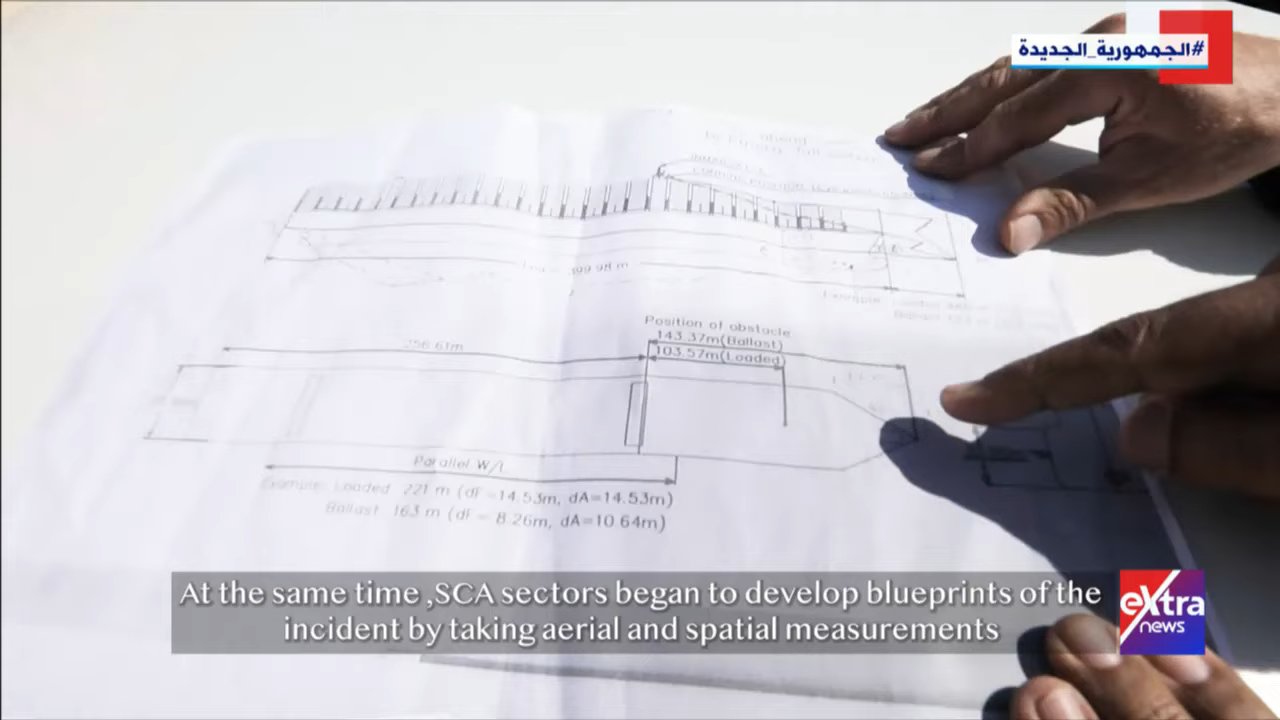 #الجمهورية_الجديدة
399.98 m
Position of obstacle
143.37m(Ballast)
103.57m(Loaded)
256.61m
Parallel W/L
Example: Loaded 221 m (dF=14.53m, dA=14.53m)
Ballast 163 m (dF= 8.26m, dA=10.64m)
At the same time ,SCA sectors began to develop blueprints of the
incident by taking aerial and spatial measurements
eXtra
news